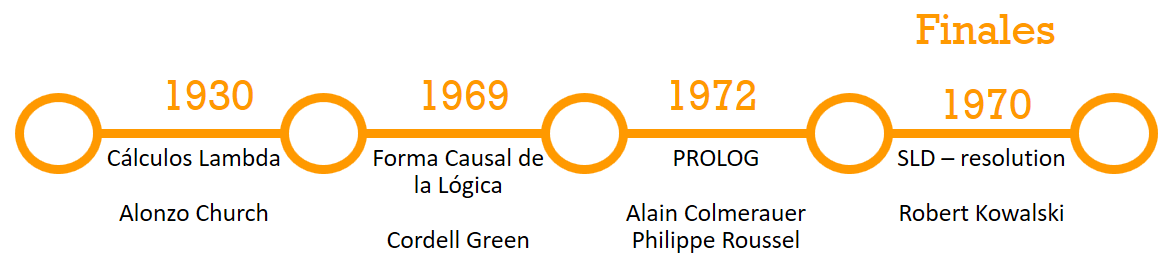 1930
Cálculos Lambda
Alonzo Church
1969
Forma Causal de
la Lógica
Cordell Green
1972
PROLOG
Alain Colmerauer
Philippe Roussel
Finales
1970
SLD – resolution
Robert Kowalski